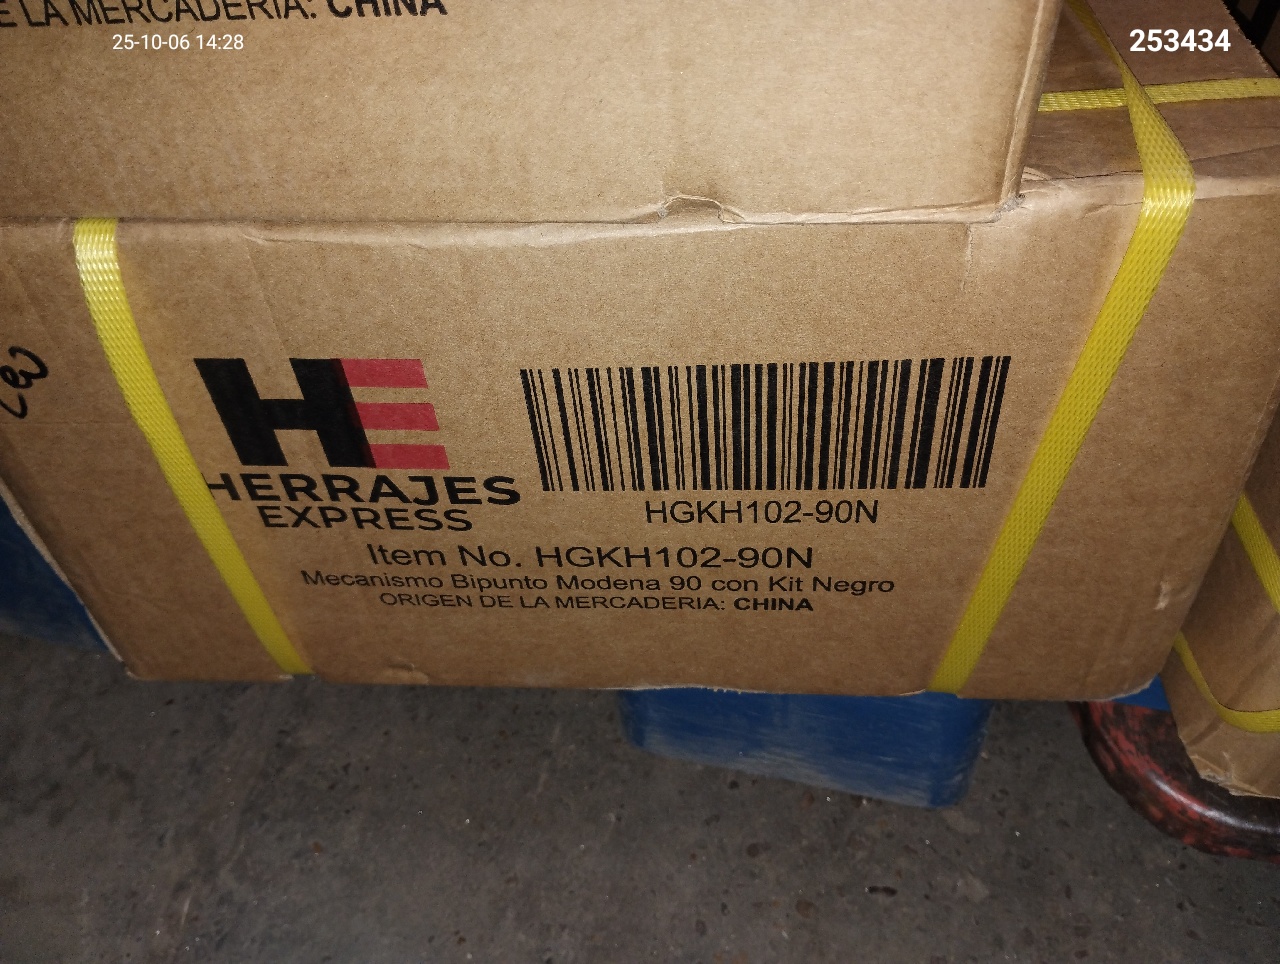 E LA MERCADERIA: CHINA
25-10-06 14:28
253434
HE
HERRAJES
EXPRESS
HGKH102-90N
Item No. HGKH102-90N
Mecanismo Bipunto Modena 90 con Kit Negro
ORIGEN DE LA MERCADERIA: CHINA